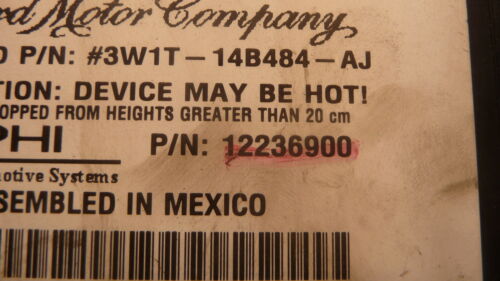 rd Motor Company
D P/N: #3W1T-14B484-AJ
TION: DEVICE MAY BE HOT!
OPPED FROM HEIGHTS GREATER THAN 20 cm
PHI P/N: 12236900
motive Systems
SEMBLED IN MEXICO